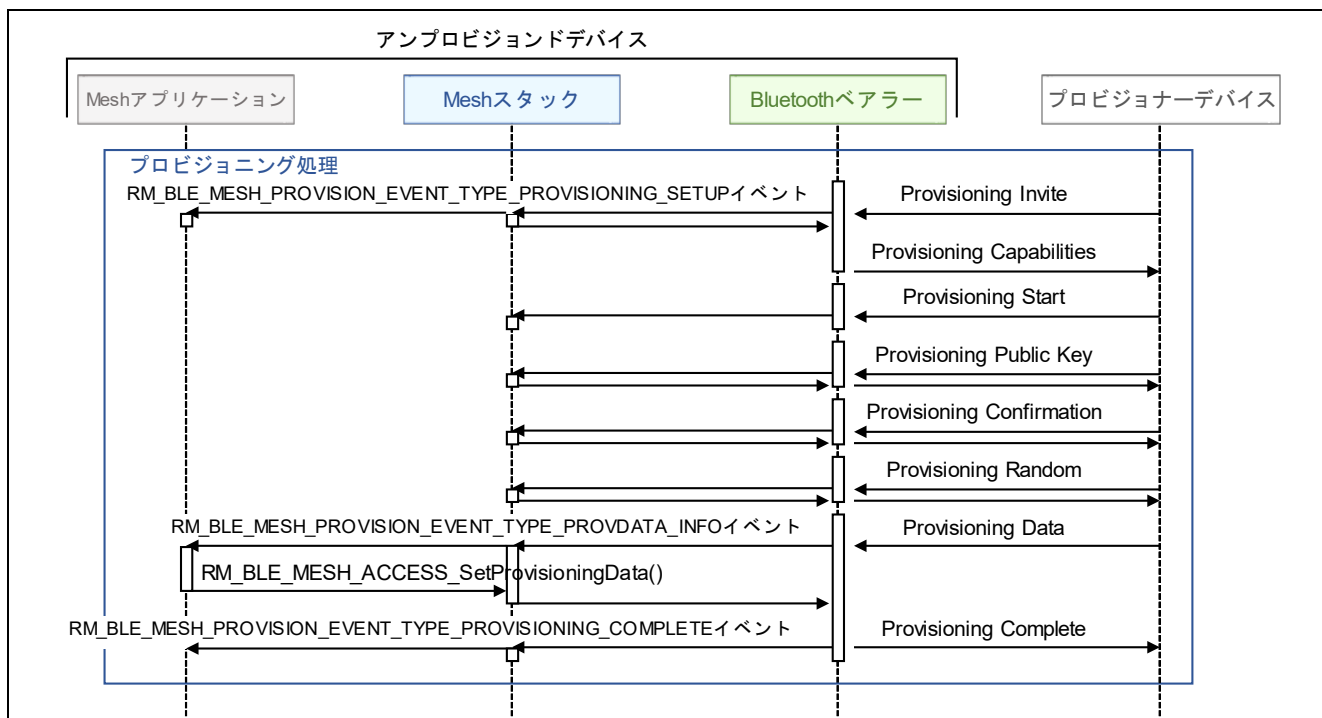 アンプロビジョンドデバイス
Meshアプリケーション
Meshスタック
Bluetoothベアラー
プロビジョナーデバイス
プロビジョニング処理
RM_BLE_MESH_PROVISION_EVENT_TYPE_PROVISIONING_SETUPイベント
Provisioning Invite
Provisioning Capabilities
Provisioning Start
Provisioning Public Key
Provisioning Confirmation
Provisioning Random
RM_BLE_MESH_PROVISION_EVENT_TYPE_PROVDATA_INFOイベント
Provisioning Data
RM_BLE_MESH_ACCESS_SetProvisioningData()
RM_BLE_MESH_PROVISION_EVENT_TYPE_PROVISIONING_COMPLETEイベント
Provisioning Complete